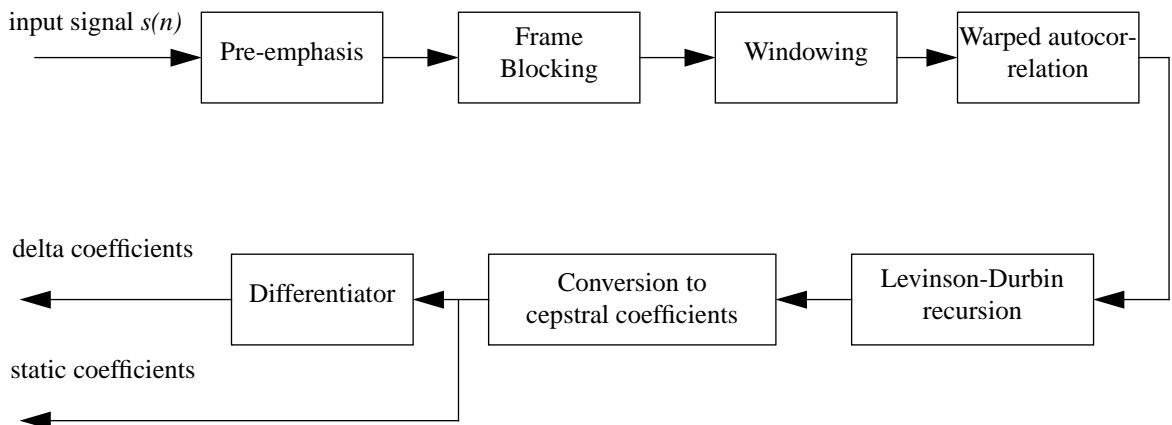 input signal s(n)
Pre-emphasis
Frame
Blocking
Windowing
Warped autocor-
relation
delta coefficients
Differentiator
Conversion to
cepstral coefficients
Levinson-Durbin
recursion
static coefficients